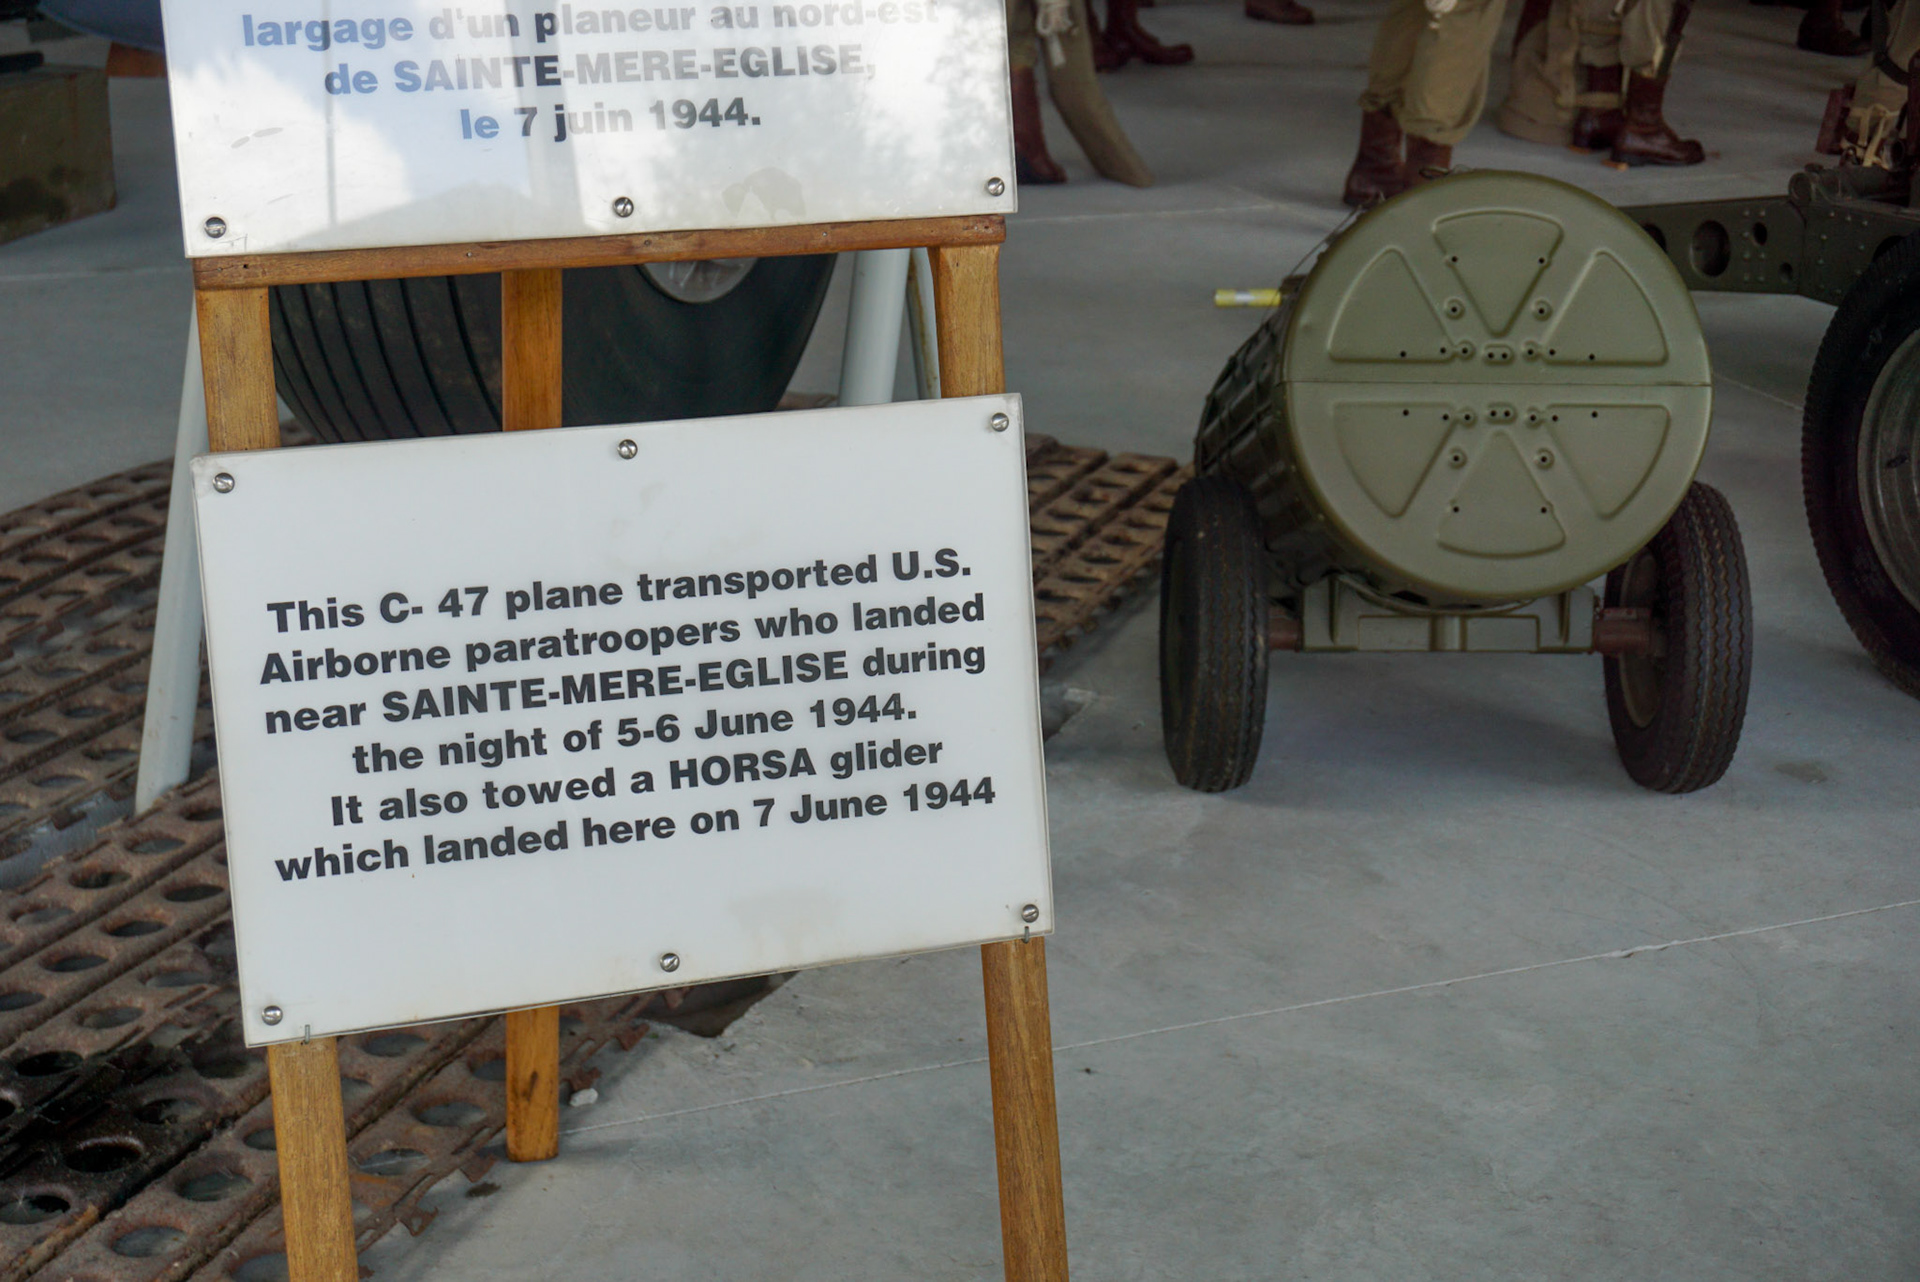 largage d'un planeur au nord-est
de SAINTE-MERE-EGLISE,
le 7 juin 1944.
This C- 47 plane transported U.S.
Airborne paratroopers who landed
near SAINTE-MERE-EGLISE during
the night of 5-6 June 1944.
It also towed a HORSA glider
which landed here on 7 June 1944